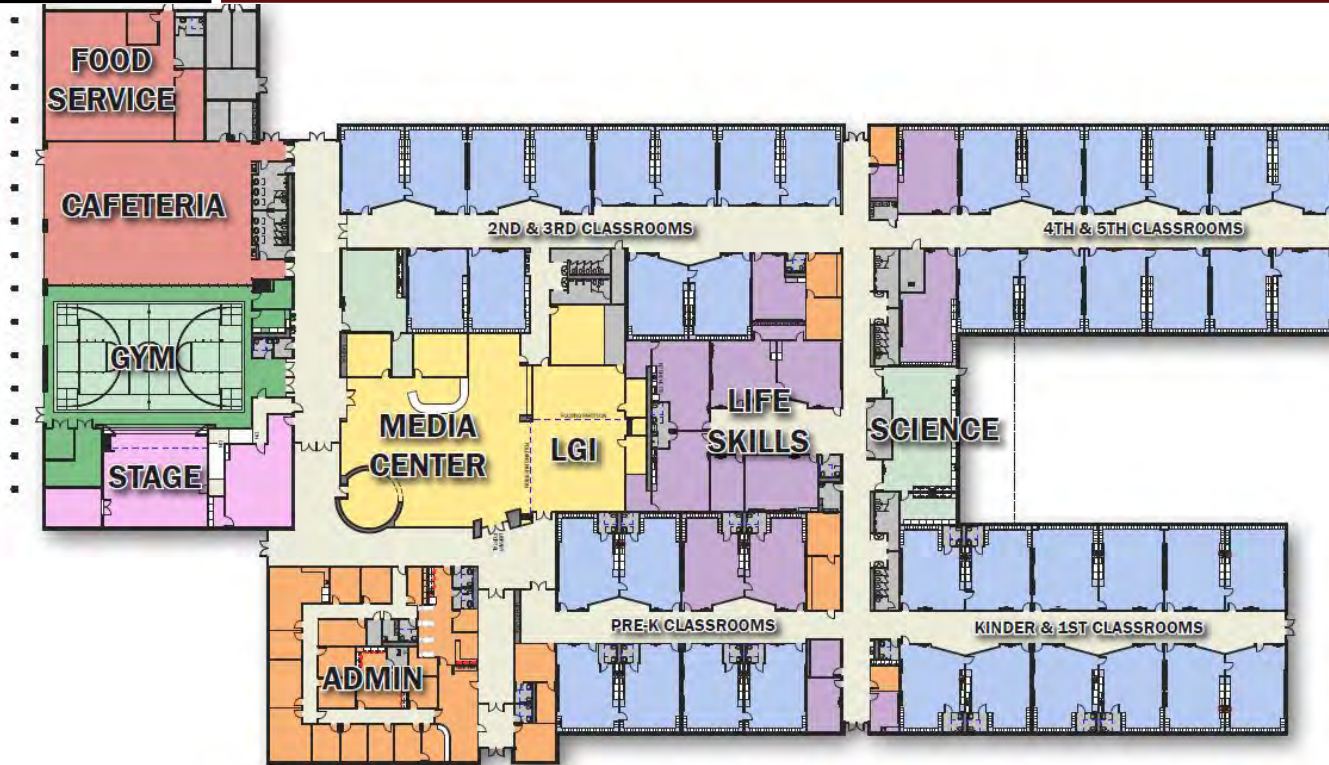 FOOD
SERVICE
CAFETERIA
2ND & 3RD CLASSROOMS
4TH & 5TH CLASSROOMS
GYM
MEDIA
CENTER
LGI
LIFE
SKILLS
SCIENCE
STAGE
PRE-K CLASSROOMS
KINDER & 1ST CLASSROOMS
ADMIN